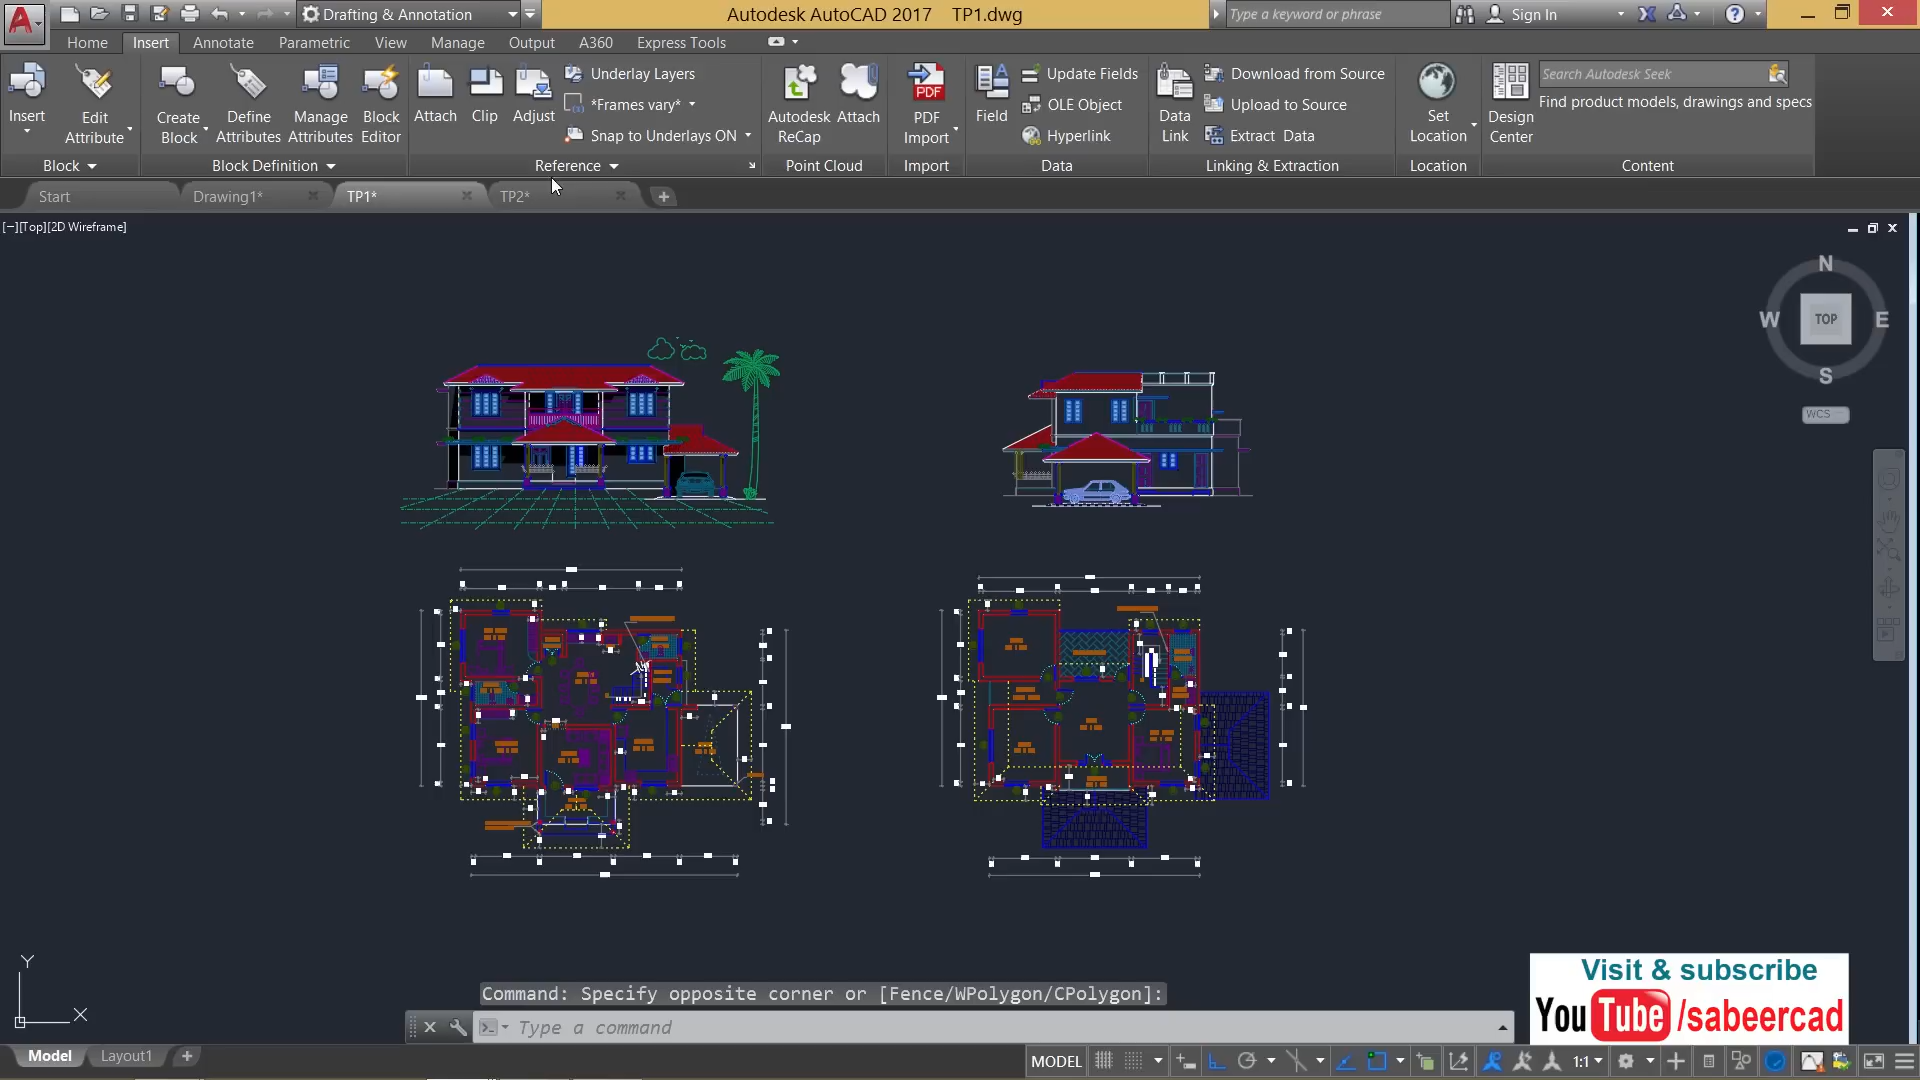 Drafting & Annotation
Autodesk AutoCAD 2017 TP1.dwg
Type a keyword or phrase
Sign In
Home Insert Annotate Parametric View Manage Output A360 Express Tools
Insert
Edit Attribute
Block
Create Block
Define Attributes
Manage Attributes
Block Editor
Block Definition
Attach
Clip
Adjust
Underlay Layers
*Frames vary*
Snap to Underlays ON
Reference
Autodesk ReCap
Attach
Point Cloud
PDF
PDF Import
Import
Field
Update Fields
OLE Object
Hyperlink
Data
Data Link
Download from Source
Upload to Source
Extract Data
Linking & Extraction
Set Location
Location
Design Center
Search Autodesk Seek
Find product models, drawings and specs
Content
Start
Drawing1*
TP1*
TP2*
[−][Top][2D Wireframe]
N
W TOP E
S
WCS
Y
X
Command: Specify opposite corner or [Fence/WPolygon/CPolygon]:
Type a command
Visit & subscribe
YouTube/sabeercad
Model Layout1
MODEL
1:1